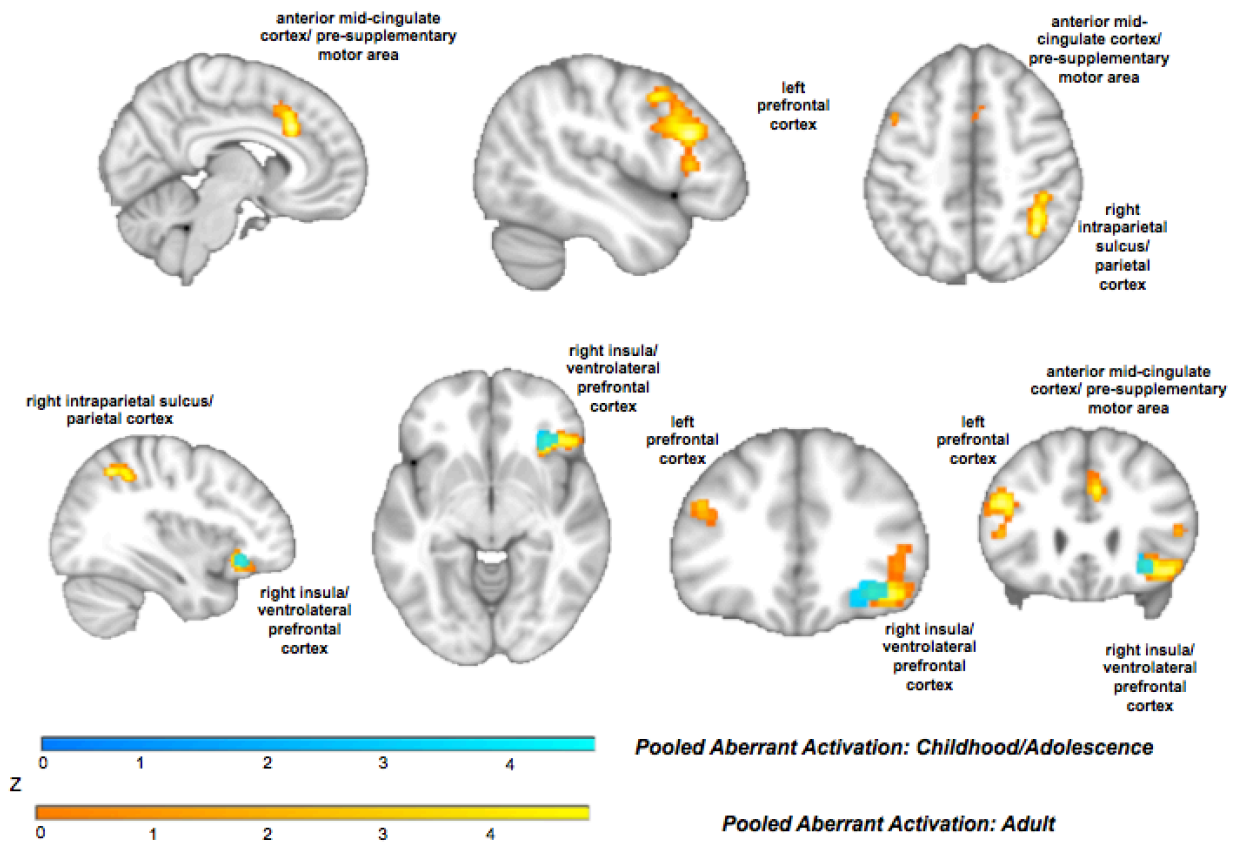 anterior mid-cingulate
cortex/ pre-supplementary
motor area
left
prefrontal
cortex
anterior mid-
cingulate cortex/
pre-supplementary
motor area
right
intraparietal
sulcus/
parietal
cortex
right intraparietal sulcus/
parietal cortex
right insula/
ventrolateral
prefrontal
cortex
right insula/
ventrolateral
prefrontal
cortex
left
prefrontal
cortex
right insula/
ventrolateral
prefrontal
cortex
left
prefrontal
cortex
anterior mid-cingulate
cortex/ pre-supplementary
motor area
right insula/
ventrolateral
prefrontal
cortex
0 1 2 3 4
Pooled Aberrant Activation: Childhood/Adolescence
Z
0 1 2 3 4
Pooled Aberrant Activation: Adult